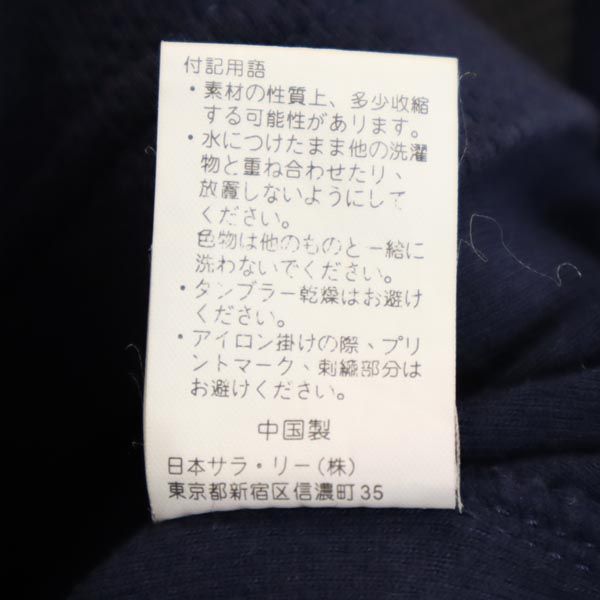 付記用語
・素材の性質上、多少収縮
する可能性があります。
・水につけたまま他の洗濯
物と重ね合わせたり、
放置しないようにして
ください。
色物は他のものと一緒に
洗わないでください。
・タンブラー乾燥はお避け
ください。
・アイロン掛けの際、プリ
ントマーク、刺繍部分は
お避けください。
中国製
日本サラ・リー(株)
東京都新宿区信濃町35